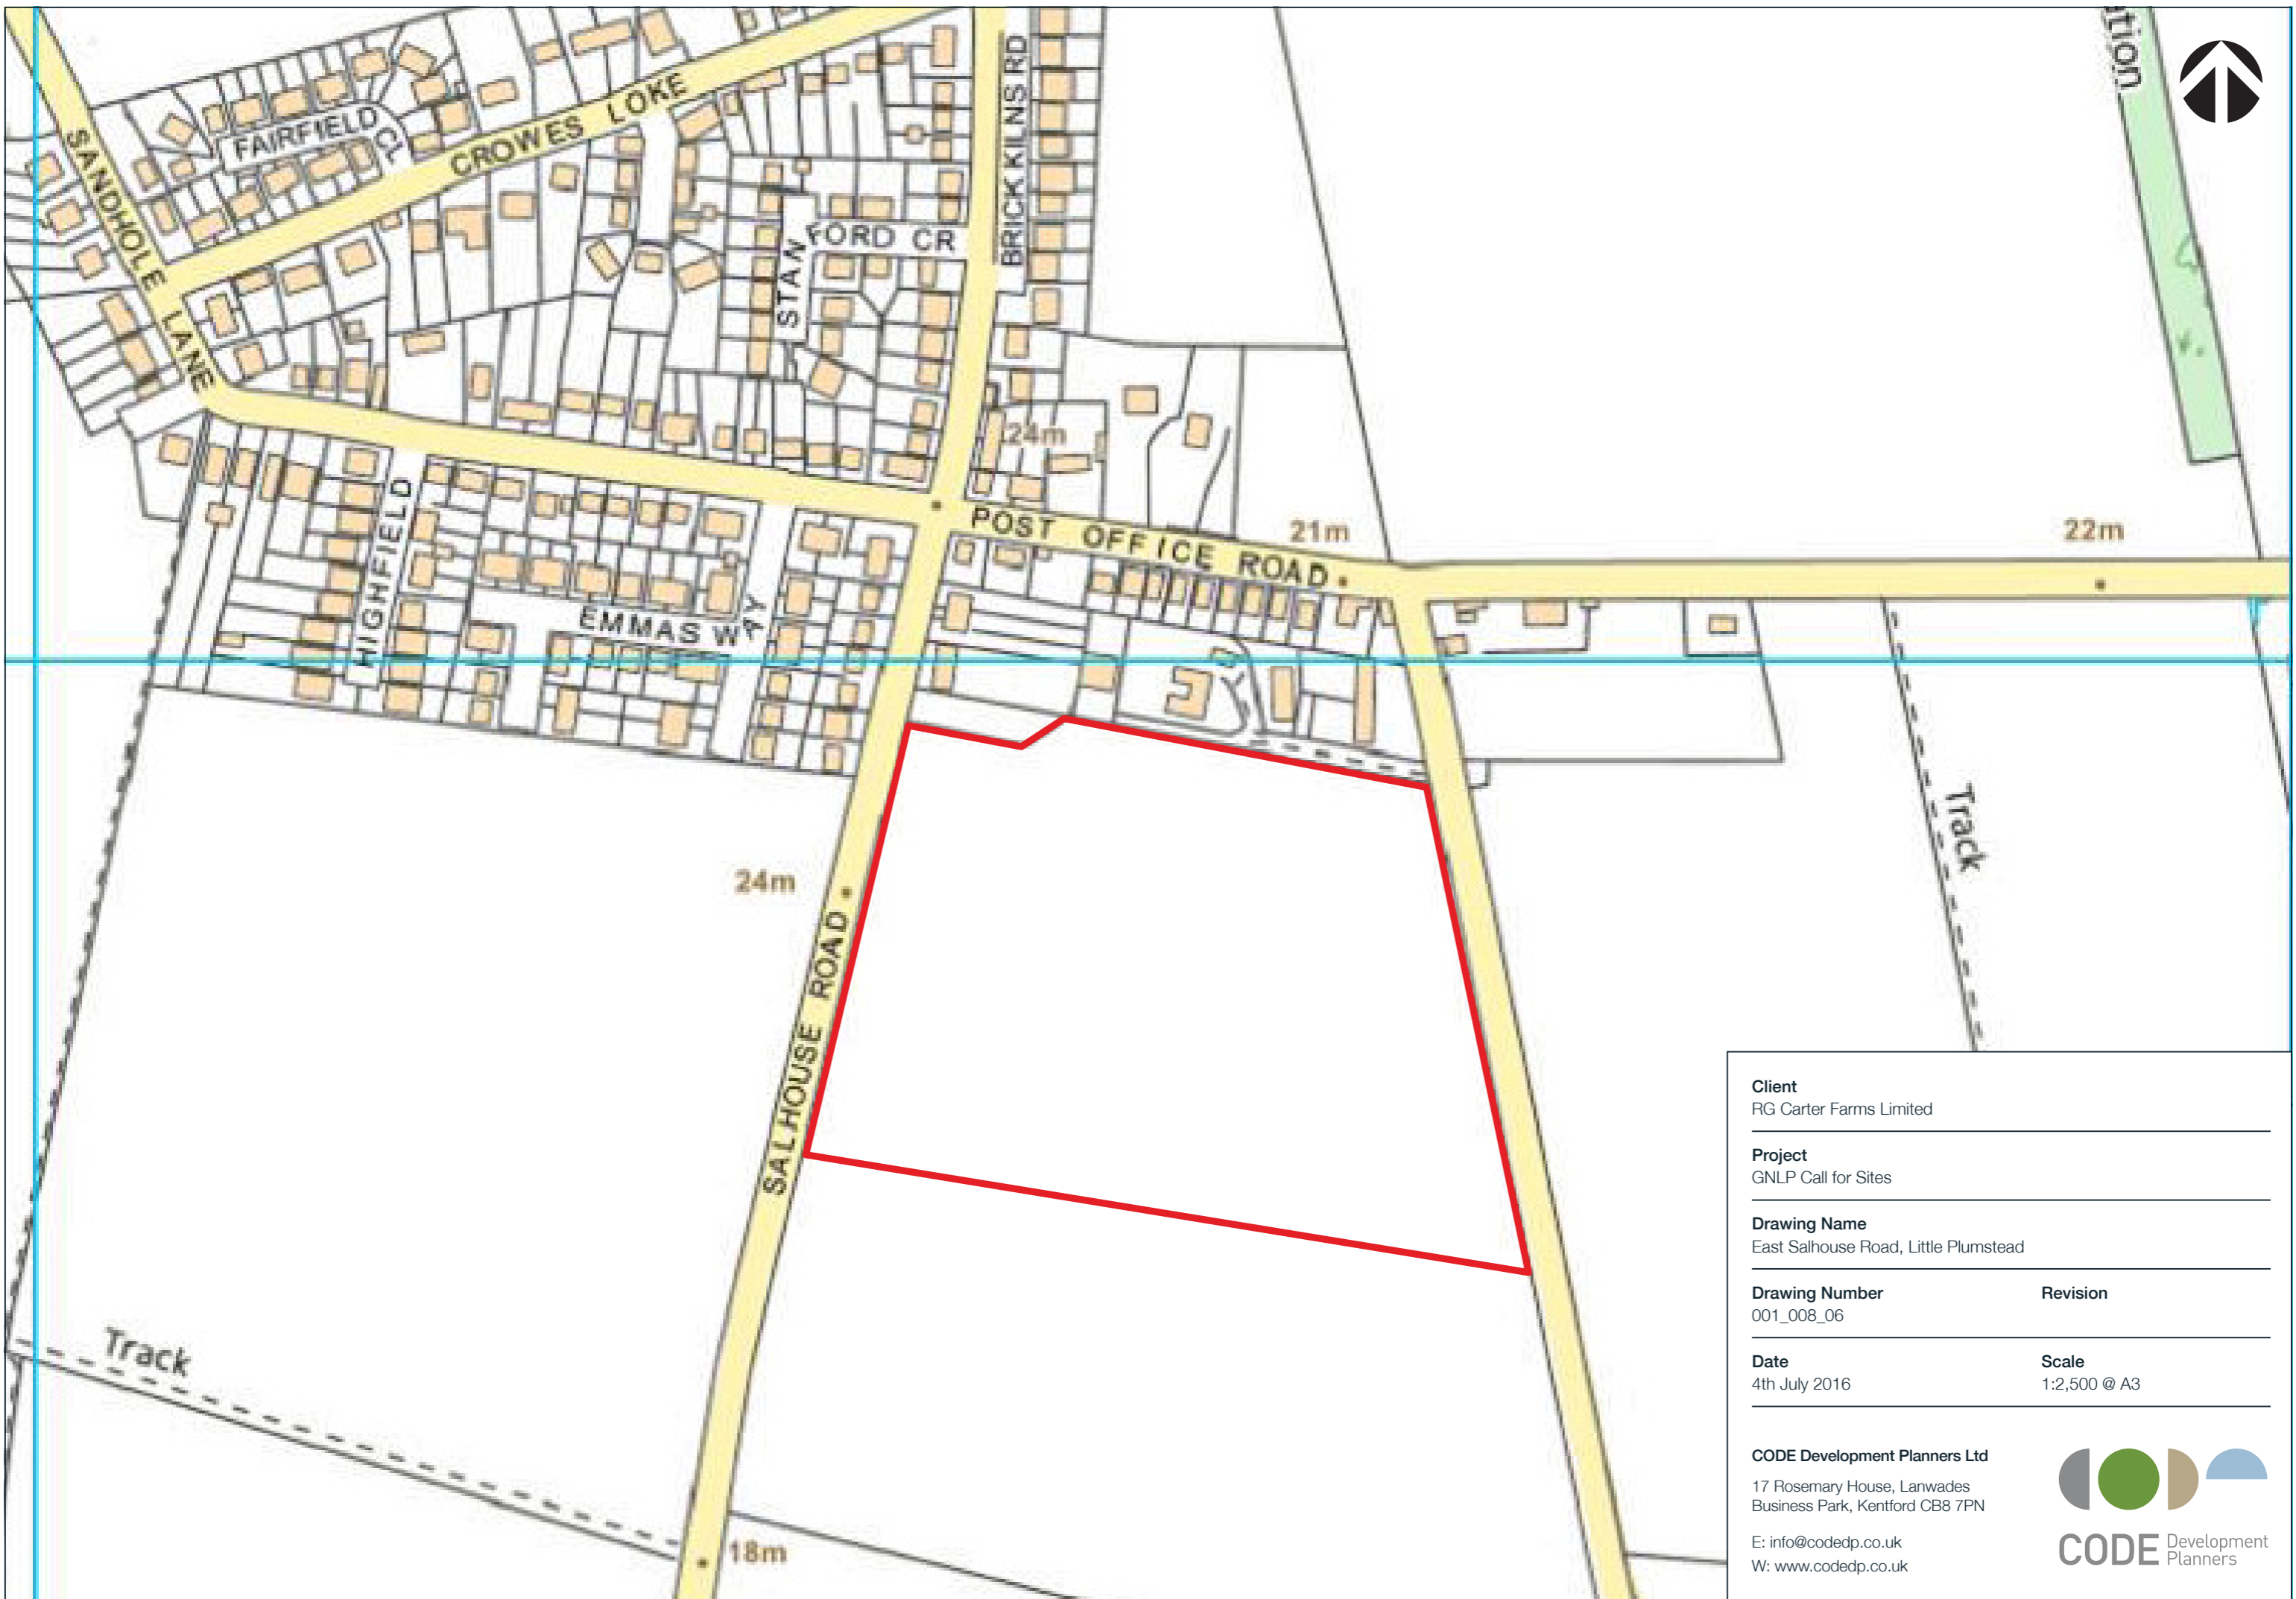 ation
FAIRFIELD CL
CROWES LOKE
SANDHOLE LANE
BRICK KILNS RD
STAN FORD CR
24m
HIGHFIELD
POST OFFICE ROAD
21m
22m
EMMAS WAY
24m
SALHOUSE ROAD
Track
Track
18m
Client
RG Carter Farms Limited
Project
GNLP Call for Sites
Drawing Name
East Salhouse Road, Little Plumstead
Drawing Number
001_008_06
Revision
Date
4th July 2016
Scale
1:2,500 @ A3
CODE Development Planners Ltd
17 Rosemary House, Lanwades
Business Park, Kentford CB8 7PN
E: info@codedp.co.uk
W: www.codedp.co.uk
CODE Development
Planners